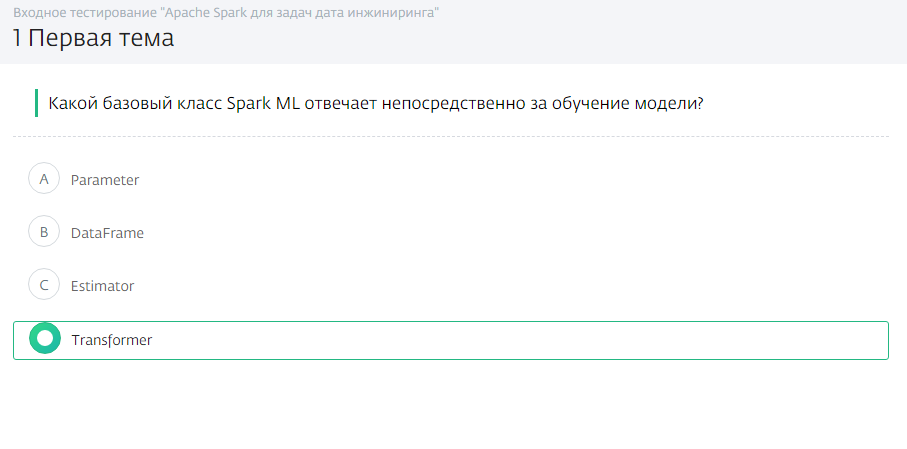 Входное тестирование "Apache Spark для задач дата инжиниринга"
1 Первая тема
Какой базовый класс Spark ML отвечает непосредственно за обучение модели?
A Parameter
B DataFrame
C Estimator
Transformer